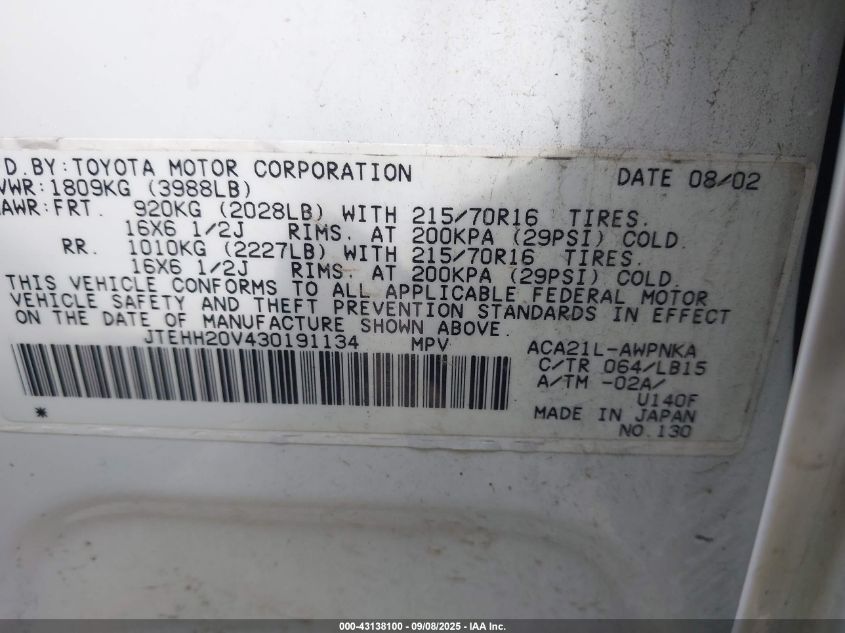 D.BY:TOYOTA MOTOR CORPORATION DATE 08/02
VWR:1809KG (3988LB)
AWR:FRT. 920KG (2028LB) WITH 215/70R16 TIRES.
16X6 1/2J RIMS. AT 200KPA (29PSI) COLD.
RR. 1010KG (2227LB) WITH 215/70R16 TIRES.
16X6 1/2J RIMS. AT 200KPA (29PSI) COLD.
THIS VEHICLE CONFORMS TO ALL APPLICABLE FEDERAL MOTOR
VEHICLE SAFETY AND THEFT PREVENTION STANDARDS IN EFFECT
ON THE DATE OF MANUFACTURE SHOWN ABOVE.
JTEHH20V430191134 MPV ACA21L-AWPNKA
C/TR 064/LB15
A/TM -02A/
U140F
MADE IN JAPAN
* NO.130
000-43138100 - 09/08/2025 - IAA Inc.